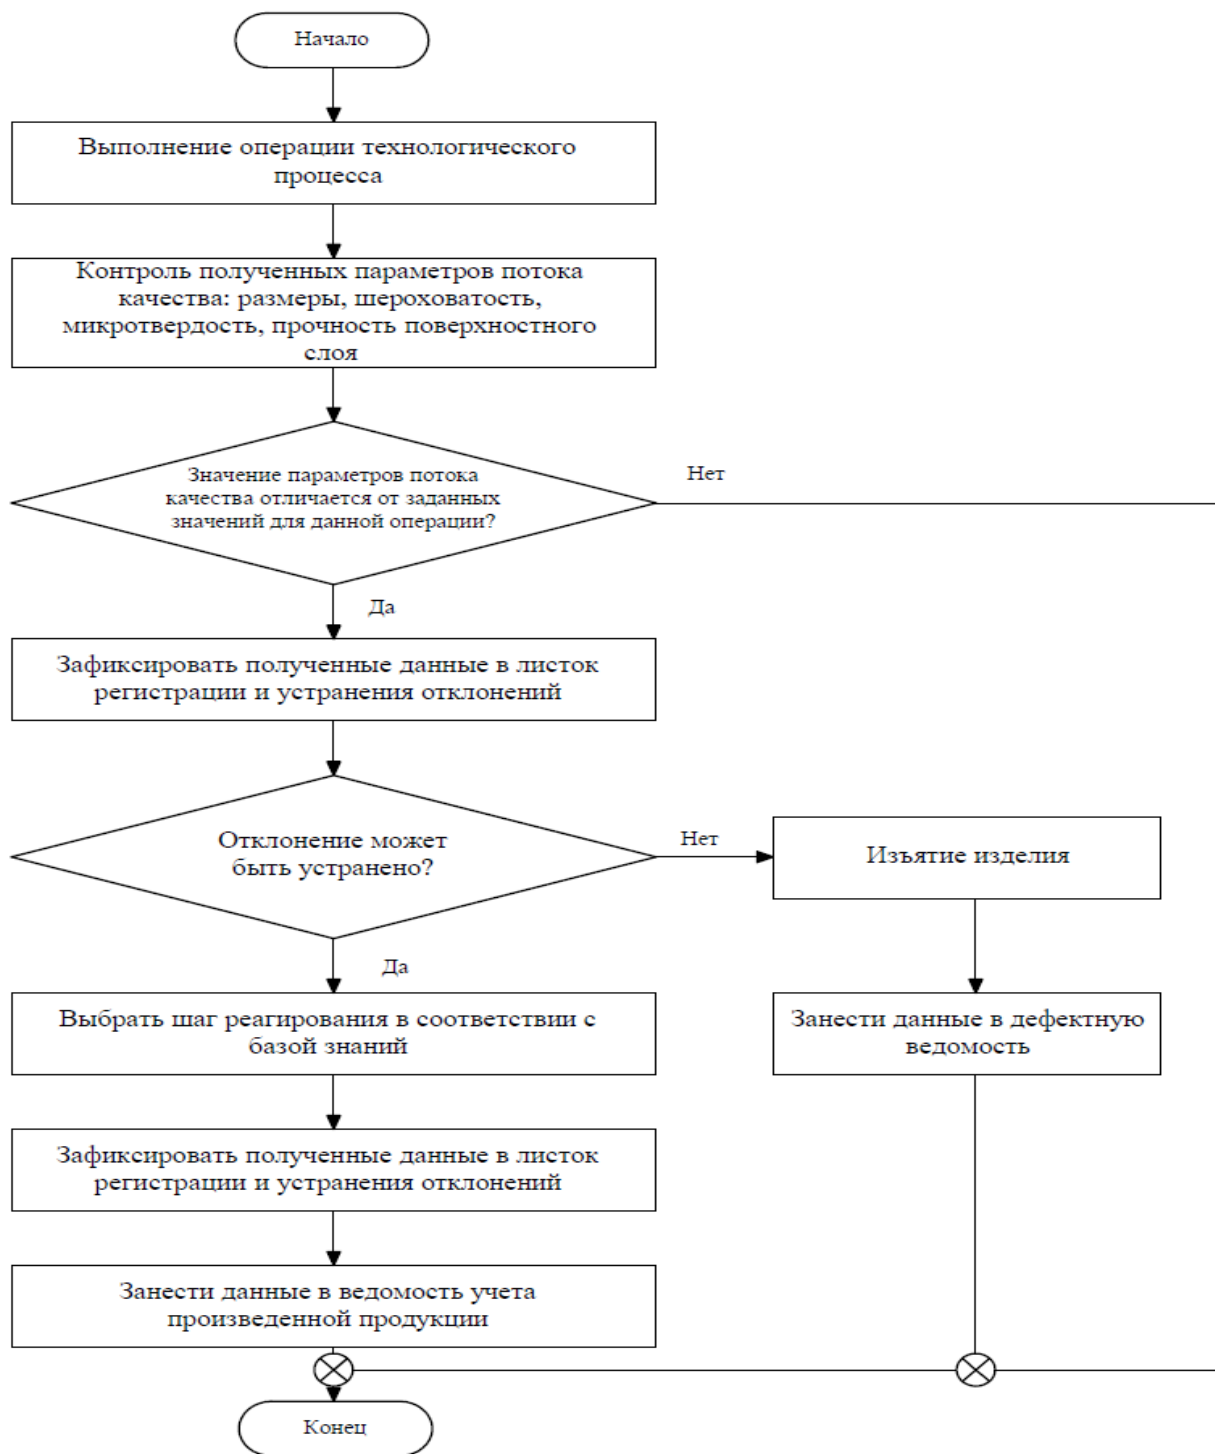 Начало
Выполнение операции технологического
процесса
Контроль полученных параметров потока
качества: размеры, шероховатость,
микротвердость, прочность поверхностного
слоя
Значение параметров потока
качества отличается от заданных
значений для данной операции?
Нет
Да
Зафиксировать полученные данные в листок
регистрации и устранения отклонений
Отклонение может
быть устранено?
Нет
Изъятие изделия
Да
Выбрать шаг реагирования в соответствии с
базой знаний
Занести данные в дефектную
ведомость
Зафиксировать полученные данные в листок
регистрации и устранения отклонений
Занести данные в ведомость учета
произведенной продукции
Конец